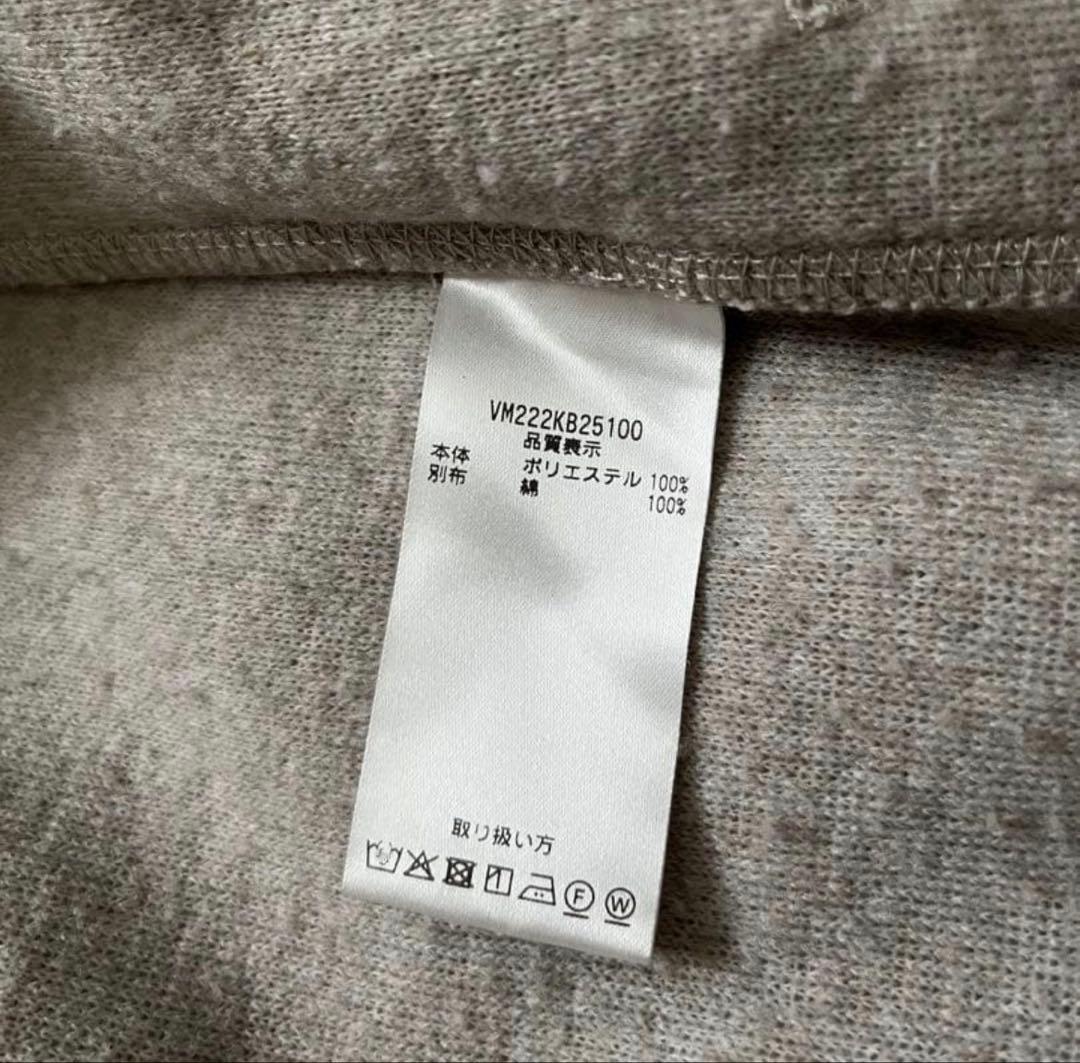 VM222KB25100
品質表示
本体 ポリエステル 100%
別布 綿 100%
取り扱い方
F W